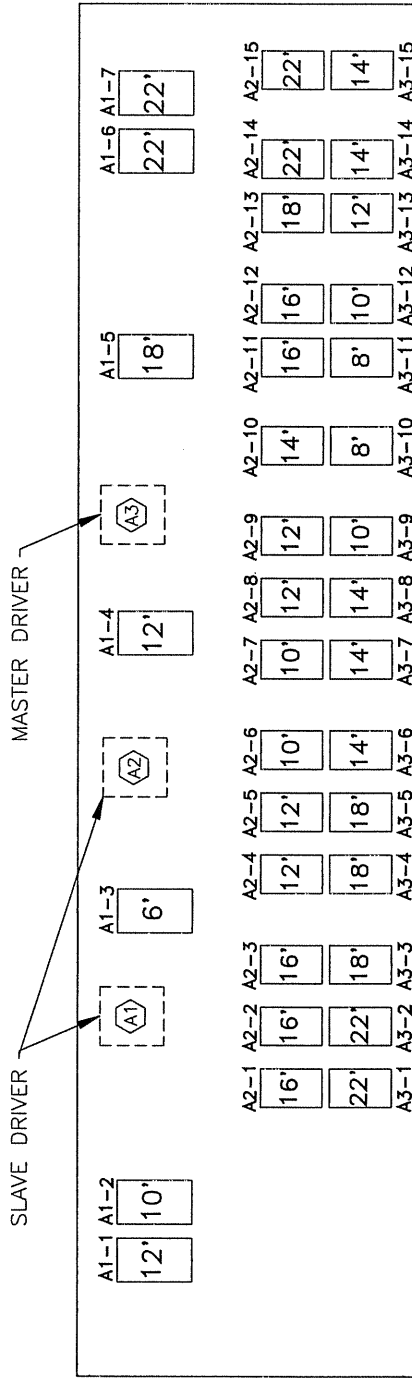 SLAVE DRIVER MASTER DRIVER
A1-1 A1-2 A1-3 A1-4 A1-5 A1-6 A1-7
A1 A2 A3
12' 10' 6' 12' 18' 22' 22'
A2-1 A2-2 A2-3 A2-4 A2-5 A2-6 A2-7 A2-8 A2-9 A2-10 A2-11 A2-12 A2-13 A2-14 A2-15
16' 16' 16' 12' 12' 10' 10' 12' 12' 14' 16' 16' 18' 22' 22'
22' 22' 18' 18' 18' 14' 14' 14' 10' 8' 8' 10' 12' 14' 14'
A3-1 A3-2 A3-3 A3-4 A3-5 A3-6 A3-7 A3-8 A3-9 A3-10 A3-11 A3-12 A3-13 A3-14 A3-15